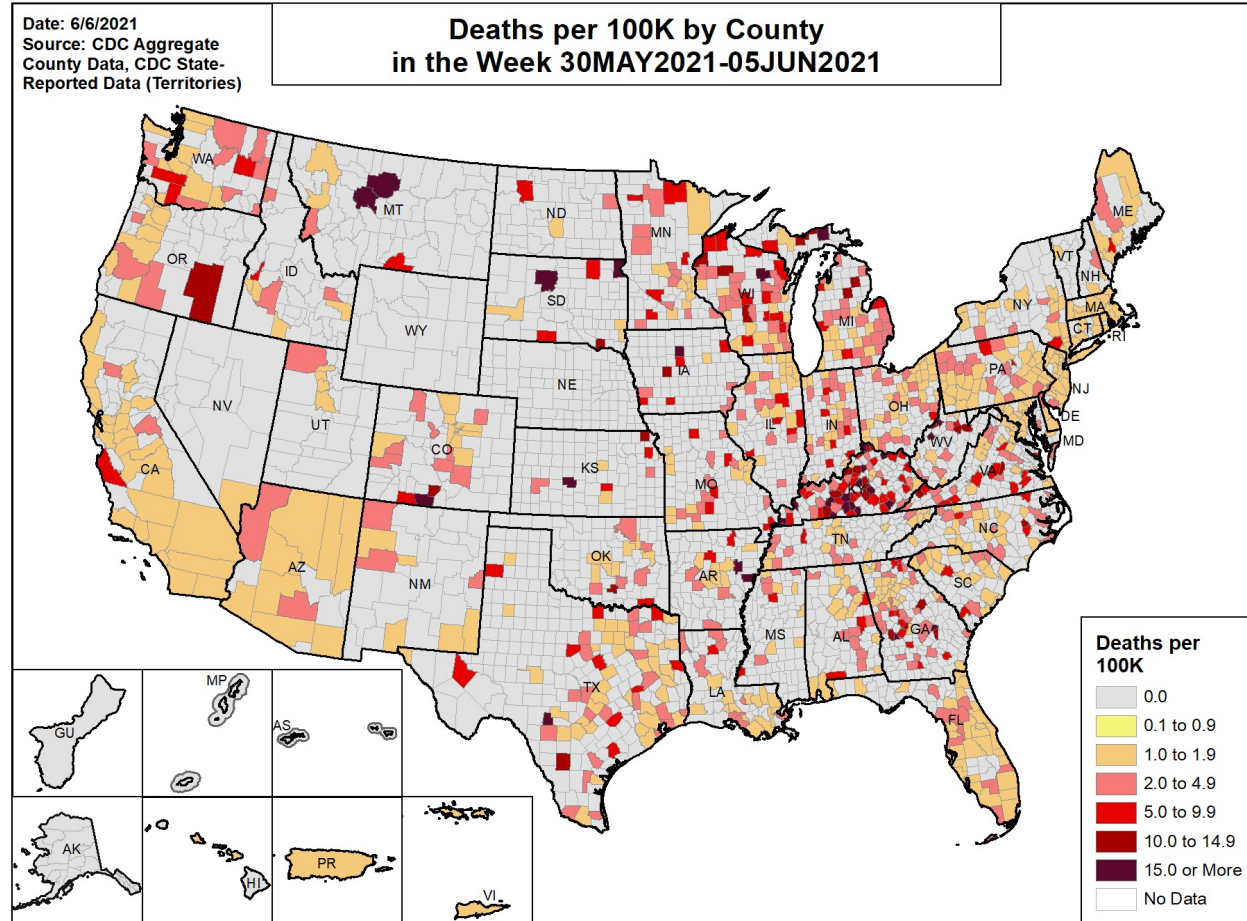 Date: 6/6/2021
Source: CDC Aggregate
County Data, CDC State-
Reported Data (Territories)
Deaths per 100K by County
in the Week 30MAY2021-05JUN2021
WA
MT
ND
MN
ME
OR
ID
SD
WI
MI
VT
NH
NY
MA
CT
RI
WY
NE
IA
PA
NJ
NV
UT
CO
KS
MO
IL
IN
OH
WV
DE
MD
VA
KY
CA
AZ
NM
OK
AR
TN
NC
SC
TX
LA
MS
AL
GA
FL
GU
MP
AS
AK
HI
PR
VI
Deaths per
100K
0.0
0.1 to 0.9
1.0 to 1.9
2.0 to 4.9
5.0 to 9.9
10.0 to 14.9
15.0 or More
No Data